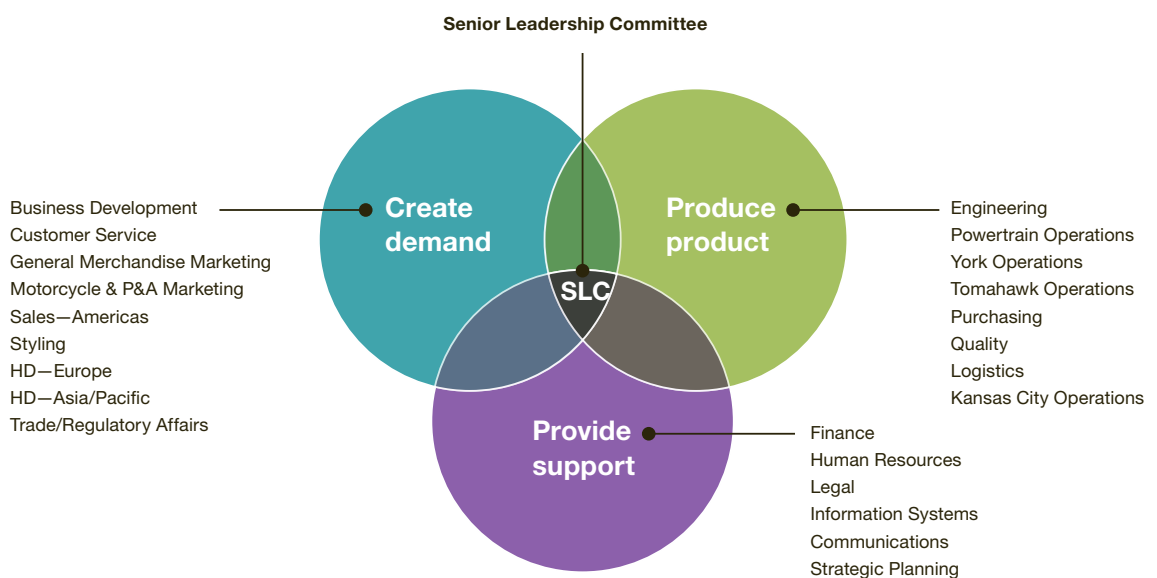 Senior Leadership Committee
Create
demand
Produce
product
SLC
Provide
support
Business Development
Customer Service
General Merchandise Marketing
Motorcycle & P&A Marketing
Sales—Americas
Styling
HD—Europe
HD—Asia/Pacific
Trade/Regulatory Affairs
Engineering
Powertrain Operations
York Operations
Tomahawk Operations
Purchasing
Quality
Logistics
Kansas City Operations
Finance
Human Resources
Legal
Information Systems
Communications
Strategic Planning